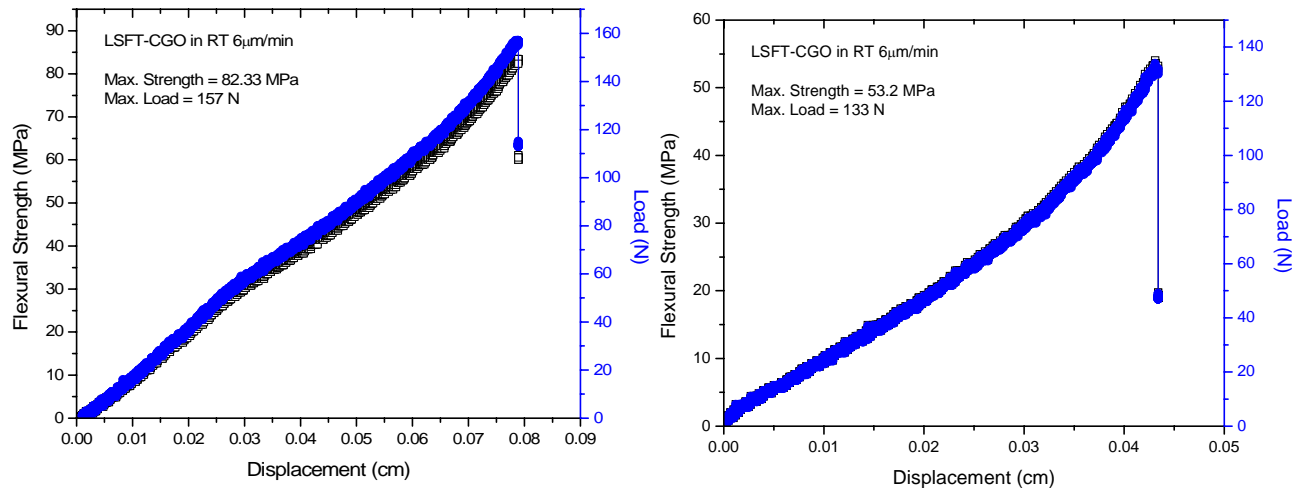 LSFT-CGO in RT 6μm/min
Max. Strength = 82.33 MPa
Max. Load = 157 N
Flexural Strength (MPa)
90
80
70
60
50
40
30
20
10
0
160
140
120
100
80
60
40
20
0
Load (N)
0.00 0.01 0.02 0.03 0.04 0.05 0.06 0.07 0.08 0.09
Displacement (cm)
LSFT-CGO in RT 6μm/min
Max. Strength = 53.2 MPa
Max. Load = 133 N
Flexural Strength (MPa)
60
50
40
30
20
10
0
140
120
100
80
60
40
20
0
Load (N)
0.00 0.01 0.02 0.03 0.04 0.05
Displacement (cm)